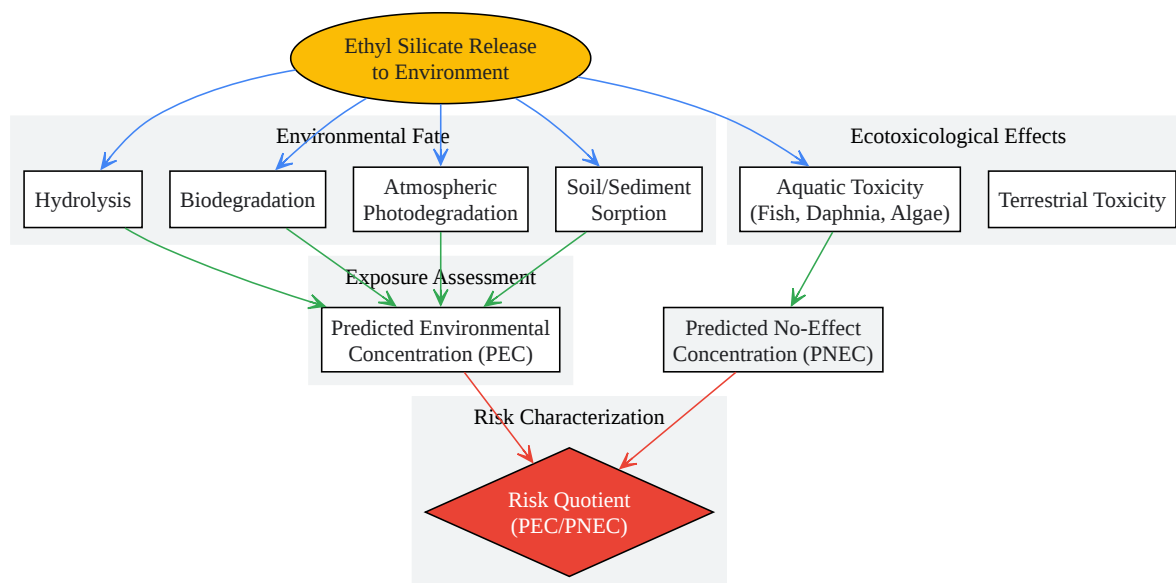 Ethyl Silicate Release
to Environment
Environmental Fate
Ecotoxicological Effects
Hydrolysis
Biodegradation
Atmospheric
Photodegradation
Soil/Sediment
Sorption
Aquatic Toxicity
(Fish, Daphnia, Algae)
Terrestrial Toxicity
Exposure Assessment
Predicted Environmental
Concentration (PEC)
Predicted No-Effect
Concentration (PNEC)
Risk Characterization
Risk Quotient
(PEC/PNEC)